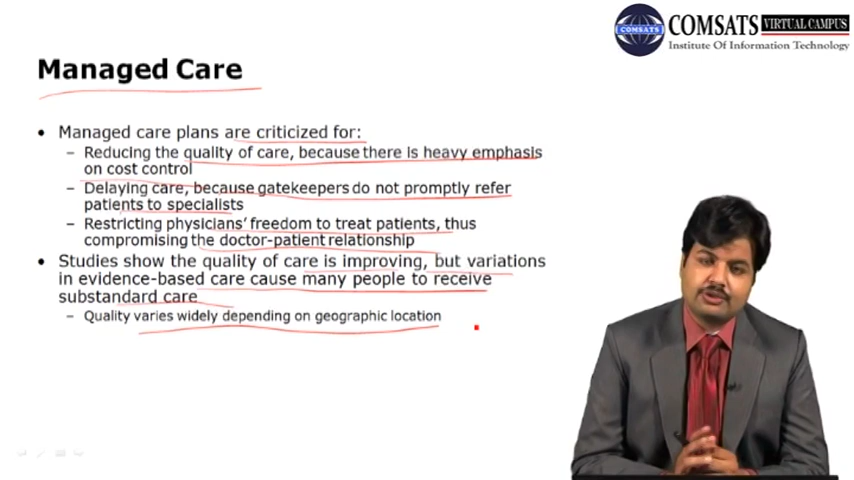 COMSATS VIRTUAL CAMPUS
COMSATS
Institute Of Information Technology
Managed Care
• Managed care plans are criticized for:
– Reducing the quality of care, because there is heavy emphasis
on cost control
– Delaying care, because gatekeepers do not promptly refer
patients to specialists
– Restricting physicians’ freedom to treat patients, thus
compromising the doctor-patient relationship
• Studies show the quality of care is improving, but variations
in evidence-based care cause many people to receive
substandard care
– Quality varies widely depending on geographic location